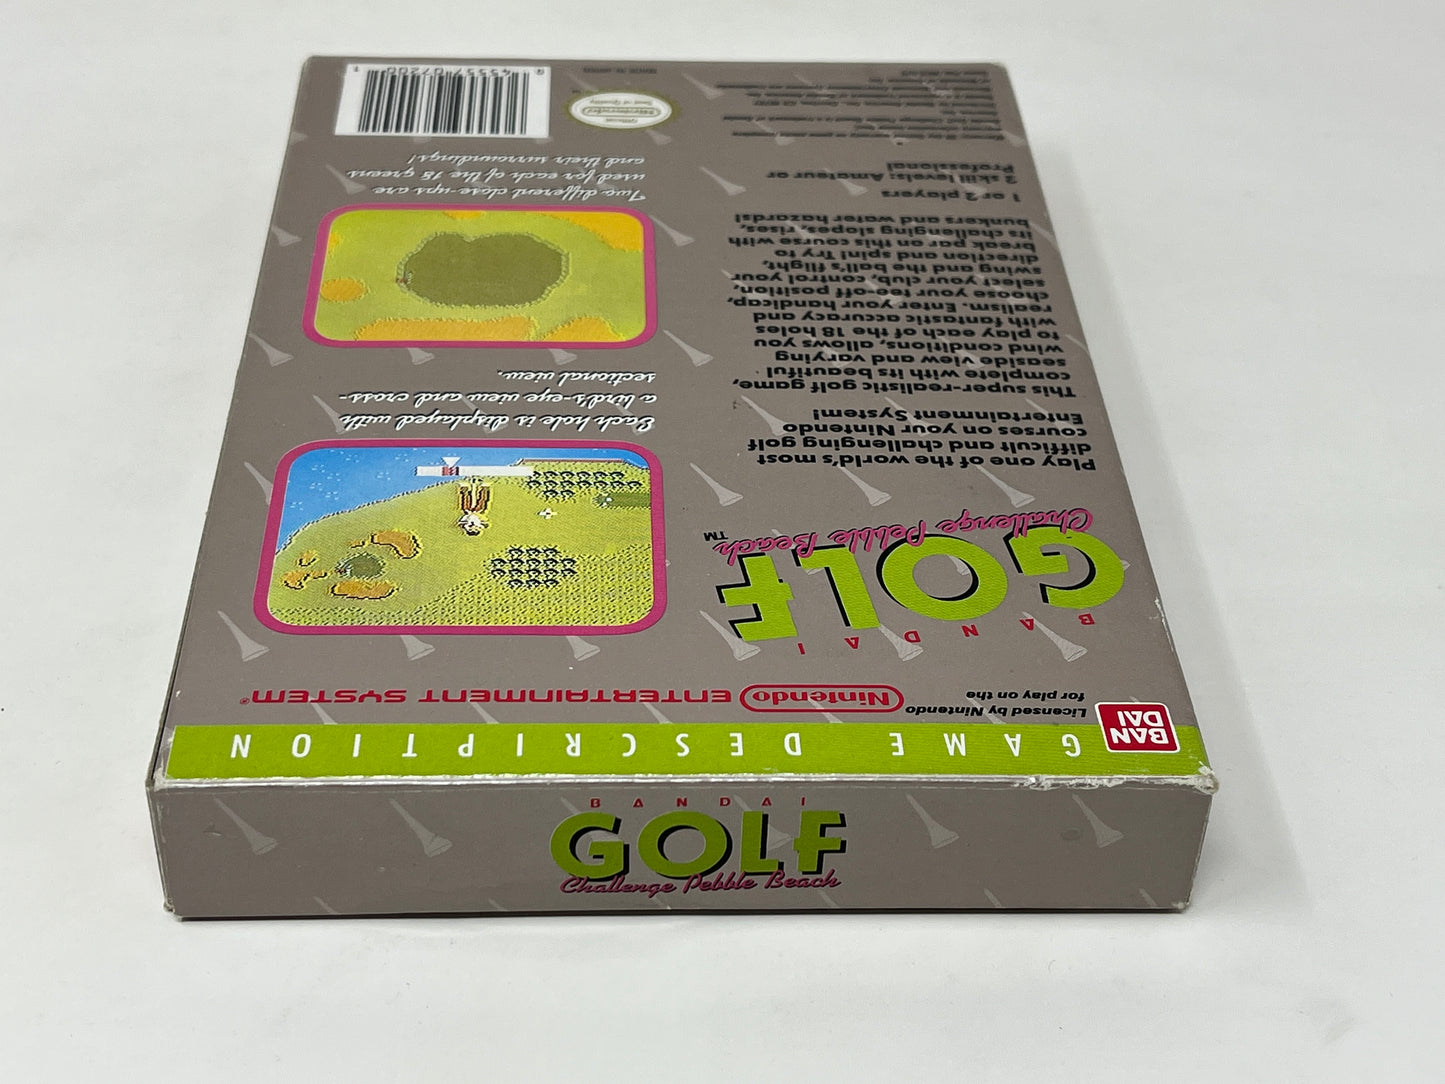 GAME DESCRIPTION
BAN
DAI
Licensed by Nintendo
for play on the
Nintendo ENTERTAINMENT SYSTEM®
BANDAI
GOLF
Challenge Pebble Beach™
Play one of the world's most
difficult and challenging golf
courses on your Nintendo
Entertainment System!
This super-realistic golf game,
complete with its beautiful
seaside view and varying
wind conditions, allows you
to play each of the 18 holes
with fantastic accuracy and
realism. Enter your handicap,
choose your tee-off position,
select your club, control your
swing and the ball's flight,
direction and spin! Try to
break par on this course with
its challenging slopes, rises,
bunkers and water hazards!
1 or 2 players
2 skill levels: Amateur or
Professional
Each hole is displayed with
a bird's-eye view and cross-
sectional view.
Two different close-ups are
used for each of the 18 greens
and their surroundings!
Official
Nintendo
Seal of Quality
BANDAI
GOLF
Challenge Pebble Beach